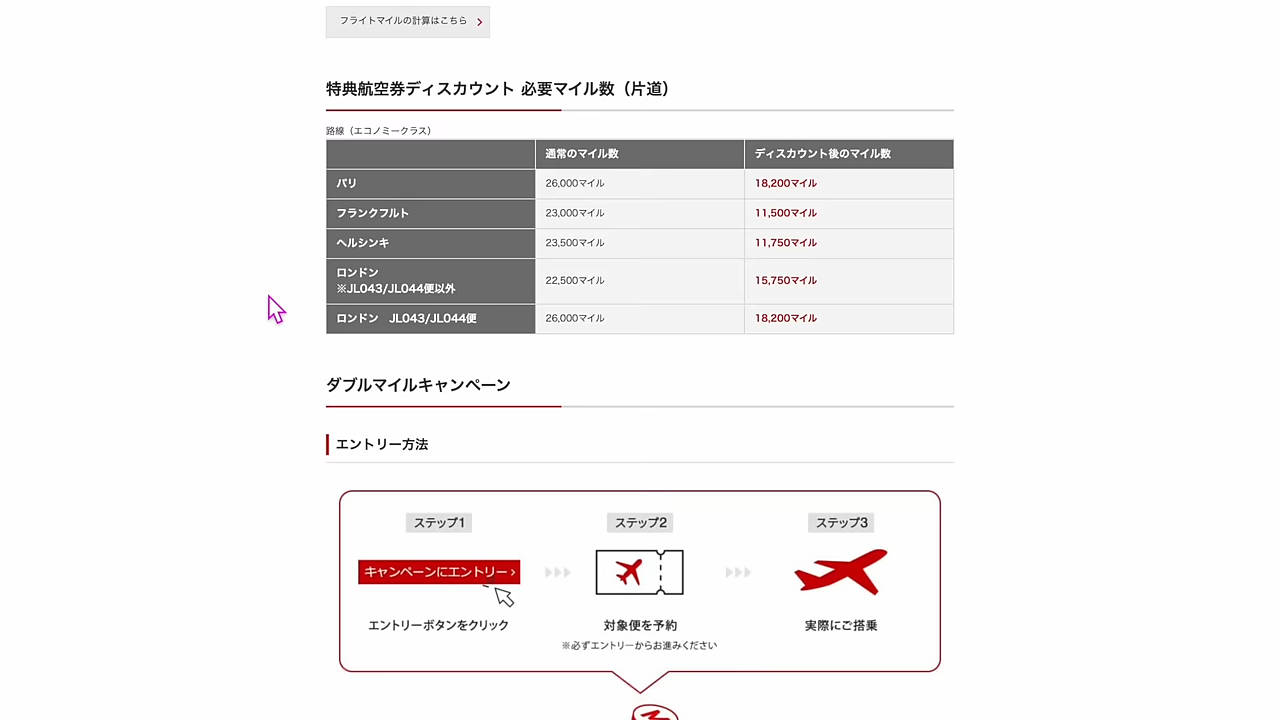 フライトマイルの計算はこちら
特典航空券ディスカウント 必要マイル数（片道）
路線（エコノミークラス）
通常のマイル数 ディスカウント後のマイル数
パリ 26,000マイル 18,200マイル
フランクフルト 23,000マイル 11,500マイル
ヘルシンキ 23,500マイル 11,750マイル
ロンドン
※JL043/JL044便以外 22,500マイル 15,750マイル
ロンドン　JL043/JL044便 26,000マイル 18,200マイル
ダブルマイルキャンペーン
エントリー方法
ステップ1 ステップ2 ステップ3
キャンペーンにエントリー
エントリーボタンをクリック 対象便を予約 実際にご搭乗
※必ずエントリーからお進みください